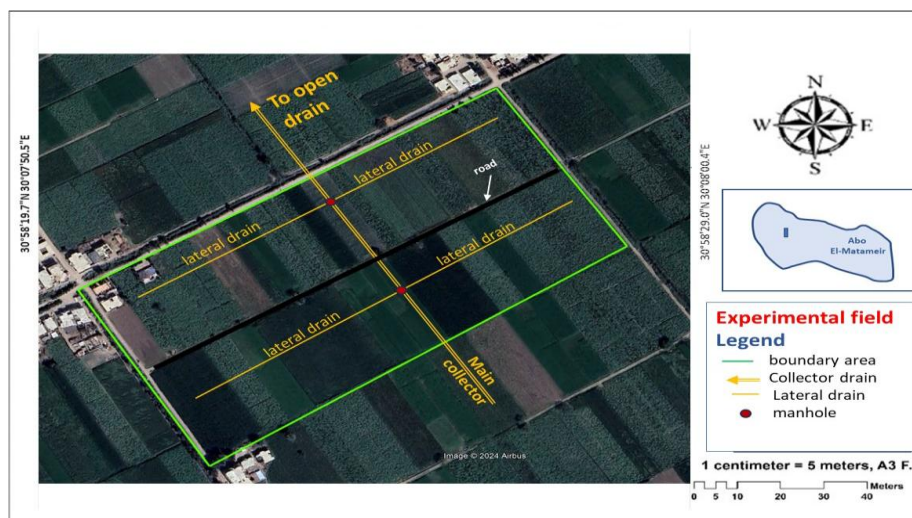 To open
drain
lateral drain
road
lateral drain
lateral drain
lateral drain
Main
collector
Image © 2024 Airbus
30°58'19.7"N 30°07'50.5"E
30°58'29.0"N 30°08'00.4"E
N
W E
S
Abo
El-Matameir
Experimental field
Legend
boundary area
Collector drain
Lateral drain
manhole
1 centimeter = 5 meters, A3 F.
Meters
0 5 10 20 30 40